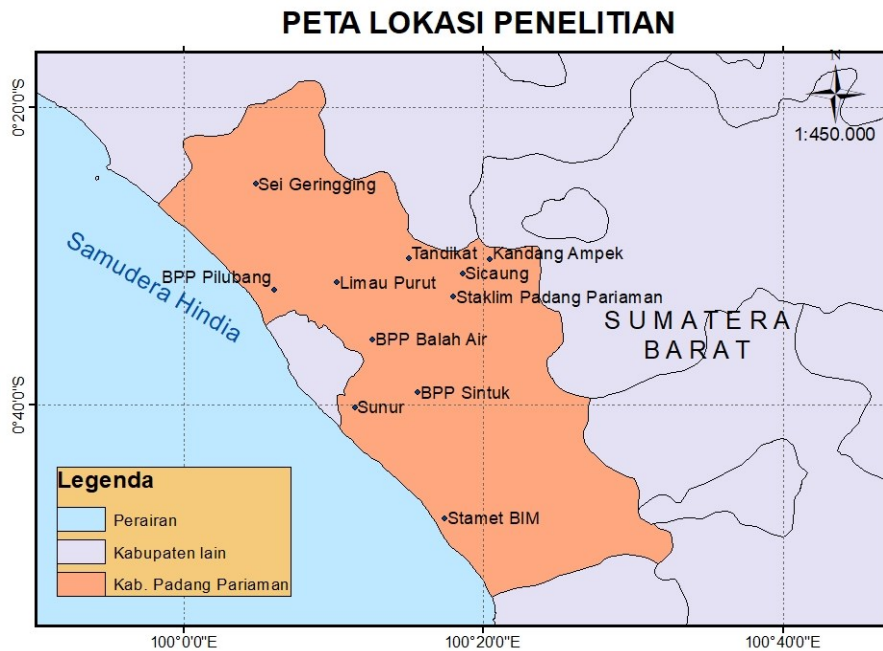 PETA LOKASI PENELITIAN
N
1:450.000
0°20'0"S
0°40'0"S
Sei Geringging
Tandikat
Kandang Ampek
Samudera Hindia
BPP Pilubang
Limau Purut
Sicaung
Staklim Padang Pariaman
SUMATERA
BARAT
BPP Balah Air
BPP Sintuk
Sunur
Stamet BIM
Legenda
Perairan
Kabupaten lain
Kab. Padang Pariaman
100°0'0"E
100°20'0"E
100°40'0"E